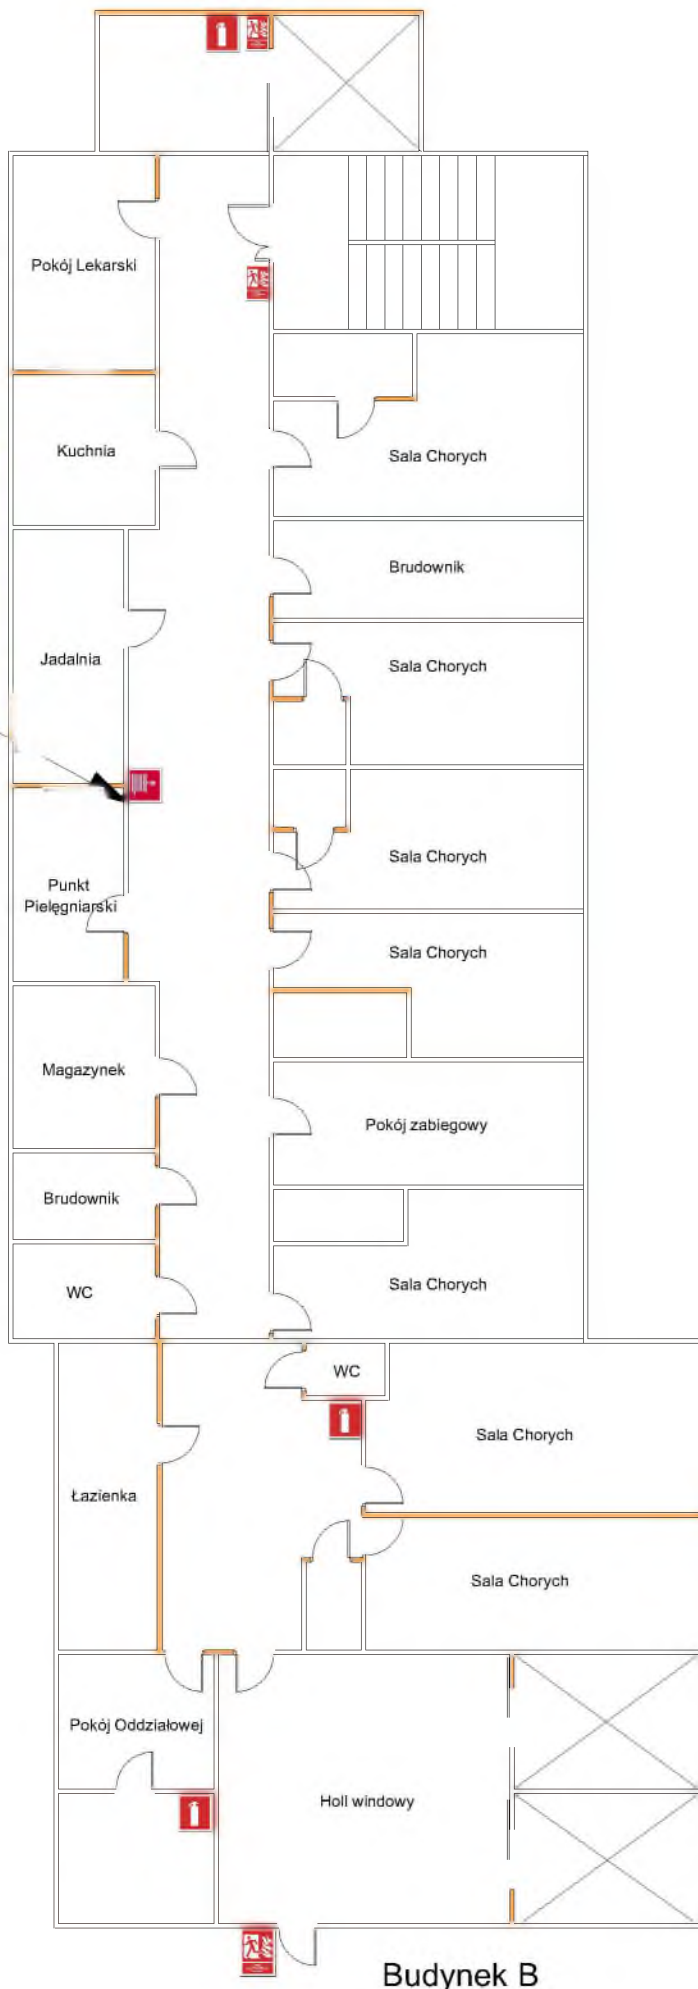 Pokój Lekarski
Kuchnia
Sala Chorych
Brudownik
Jadalnia
Sala Chorych
Sala Chorych
Punkt
Pielęgniarski
Sala Chorych
Magazynek
Pokój zabiegowy
Brudownik
Sala Chorych
WC
WC
Sala Chorych
Łazienka
Sala Chorych
Pokój Oddziałowej
Holl windowy
Budynek B